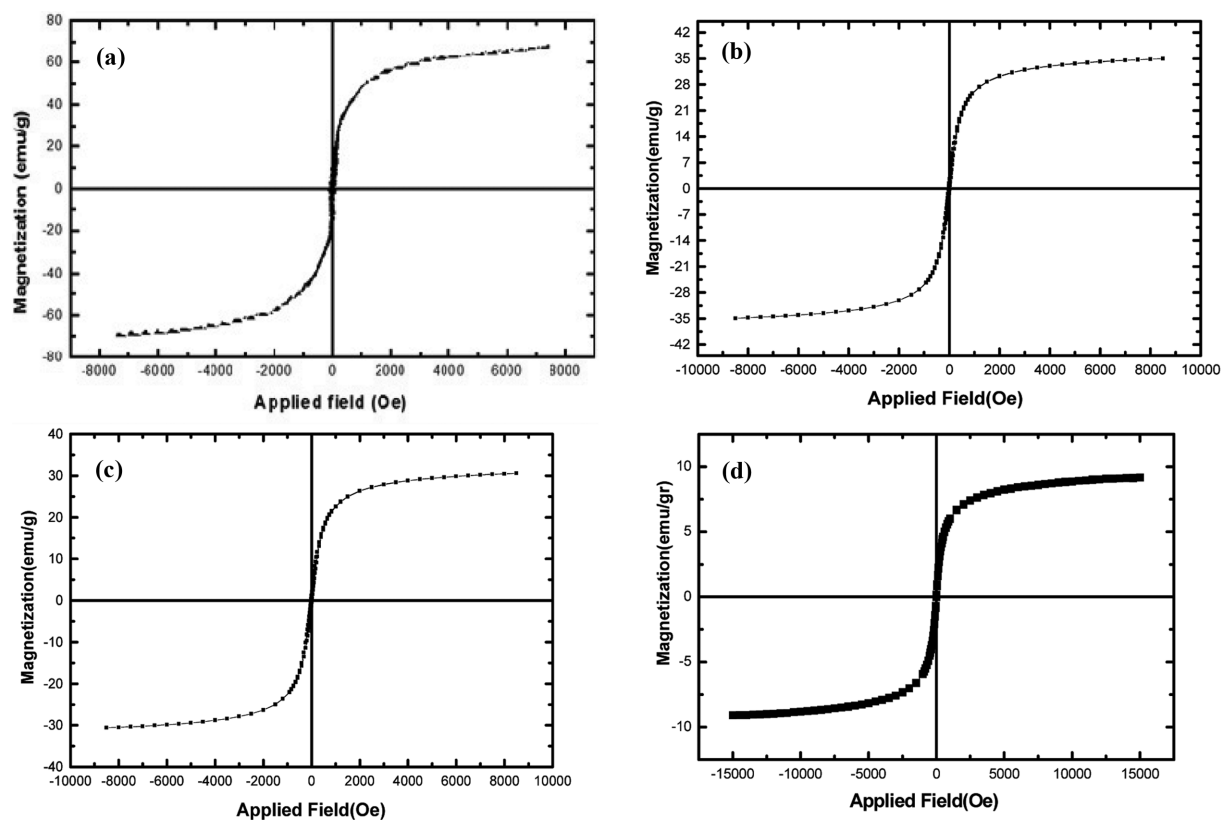 (a)
Magnetization (emu/g)
80
60
40
20
0
-20
-40
-60
-80
-8000 -6000 -4000 -2000 0 2000 4000 6000 8000
Applied field (Oe)
(b)
Magnetization(emu/g)
42
35
28
21
14
7
0
-7
-14
-21
-28
-35
-42
-10000 -8000 -6000 -4000 -2000 0 2000 4000 6000 8000 10000
Applied Field(Oe)
(c)
Magnetization(emu/g)
40
30
20
10
0
-10
-20
-30
-40
-10000 -8000 -6000 -4000 -2000 0 2000 4000 6000 8000 10000
Applied Field(Oe)
(d)
Magnetization(emu/gr)
10
5
0
-5
-10
-15000 -10000 -5000 0 5000 10000 15000
Applied Field(Oe)